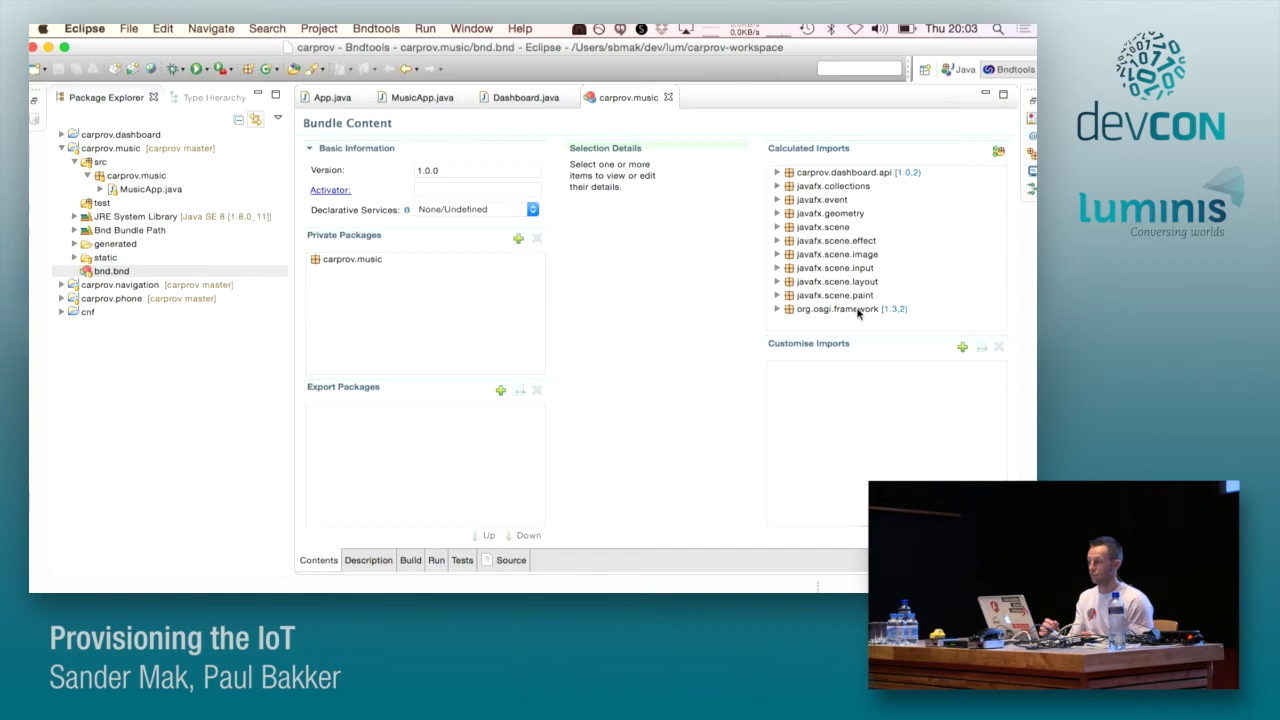 Eclipse File Edit Navigate Search Project Bndtools Run Window Help Thu 20:03
carprov - Bndtools - carprov.music/bnd.bnd - Eclipse - /Users/sbmak/dev/lum/carprov-workspace
Java Bndtools
Package Explorer Type Hierarchy
carprov.dashboard
carprov.music [carprov master]
src
carprov.music
MusicApp.java
test
JRE System Library [Java SE 8 [1.8.0_11]]
Bnd Bundle Path
generated
static
bnd.bnd
carprov.navigation (carprov master)
carprov.phone (carprov master)
cnf
App.java MusicApp.java Dashboard.java carprov.music
Bundle Content
Basic Information
Version: 1.0.0
Activator:
Declarative Services: None/Undefined
Private Packages
carprov.music
Export Packages
Up Down
Selection Details
Select one or more
items to view or edit
their details.
Calculated Imports
carprov.dashboard.api [1.0,2)
javafx.collections
javafx.event
javafx.geometry
javafx.scene
javafx.scene.effect
javafx.scene.image
javafx.scene.input
javafx.scene.layout
javafx.scene.paint
org.osgi.framework [1.3,2)
Customise Imports
Contents Description Build Run Tests Source
devCON
luminis
Conversing worlds
Provisioning the IoT
Sander Mak, Paul Bakker